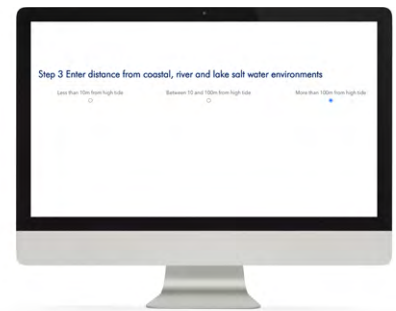 Step 3 Enter distance from coastal, river and lake salt water environments
Less than 10m from high tide Between 10 and 100m from high tide More than 100m from high tide